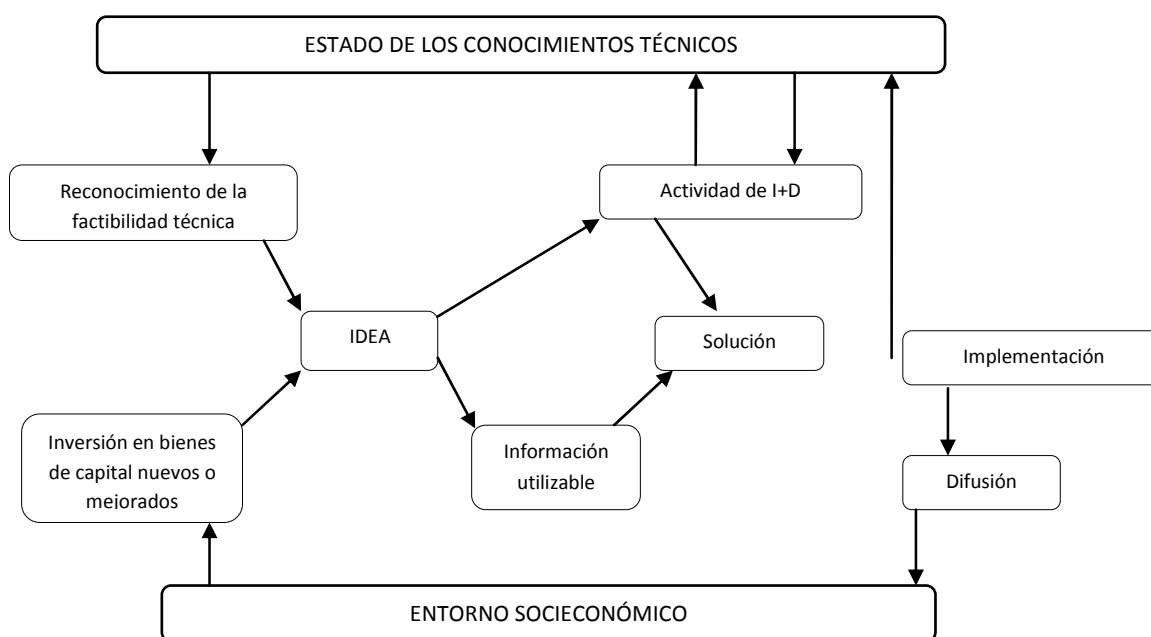 ESTADO DE LOS CONOCIMIENTOS TÉCNICOS
Reconocimiento de la
factibilidad técnica
Actividad de I+D
IDEA
Solución
Implementación
Inversión en bienes
de capital nuevos o
mejorados
Información
utilizable
Difusión
ENTORNO SOCIECONÓMICO